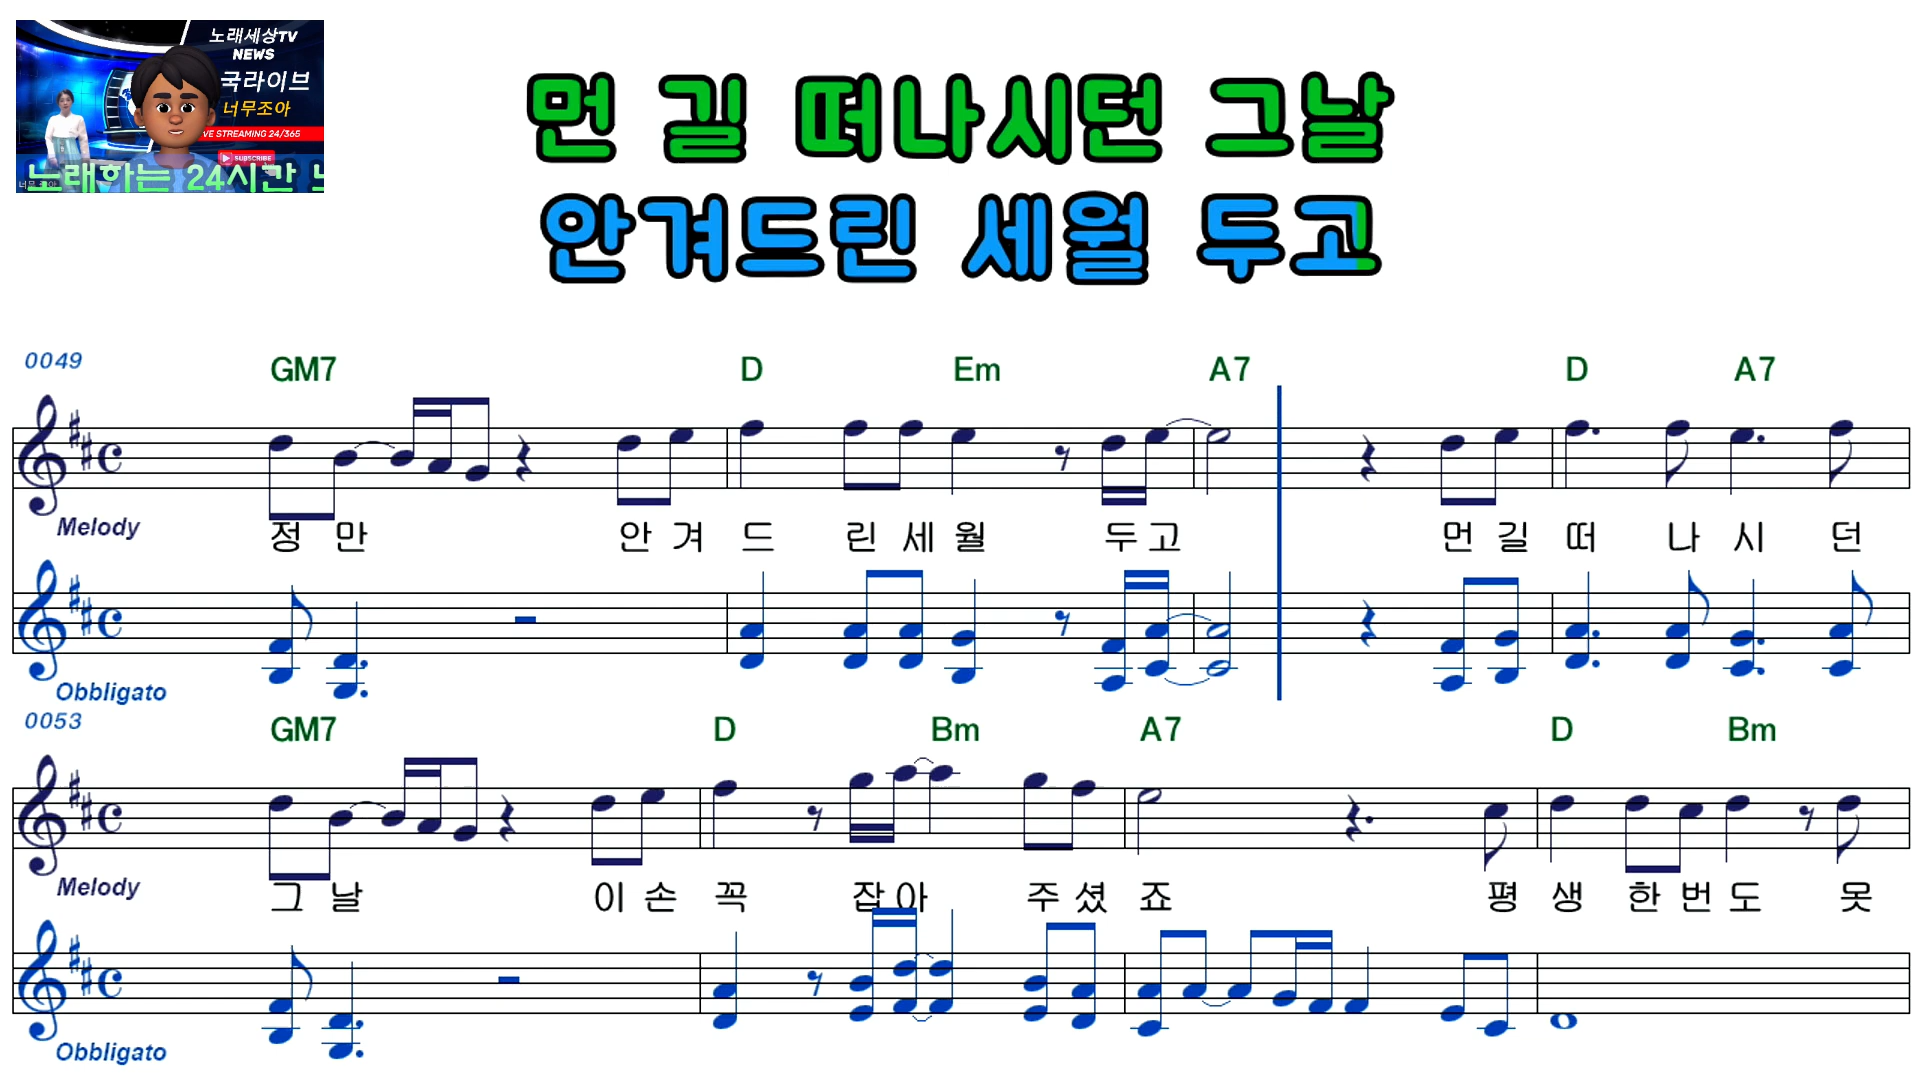 노래세상TV
NEWS
국라이브
너무조아
VE STREAMING 24/365
SUBSCRIBE
노래하는 24시간
먼 길 떠나시던 그날
안겨드린 세월 두고
0049
GM7 D Em A7 D A7
Melody
정 만 안 겨 드 린 세 월 두 고 먼 길 떠 나 시 던
Obbligato
0053
GM7 D Bm A7 D Bm
Melody
그 날 이 손 꼭 잡 아 주 셨 죠 평 생 한 번 도 못
Obbligato